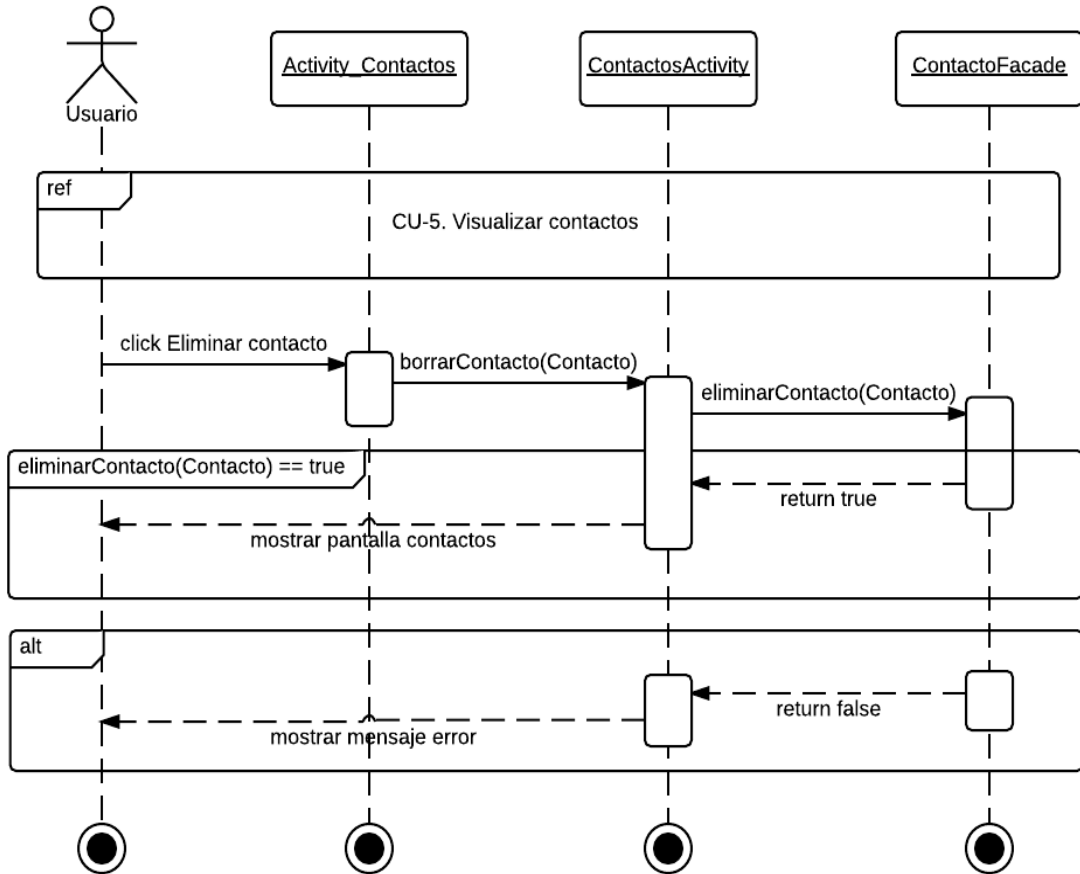 Usuario
Activity_Contactos
ContactosActivity
ContactoFacade
ref
CU-5. Visualizar contactos
click Eliminar contacto
borrarContacto(Contacto)
eliminarContacto(Contacto)
eliminarContacto(Contacto) == true
return true
mostrar pantalla contactos
alt
return false
mostrar mensaje error